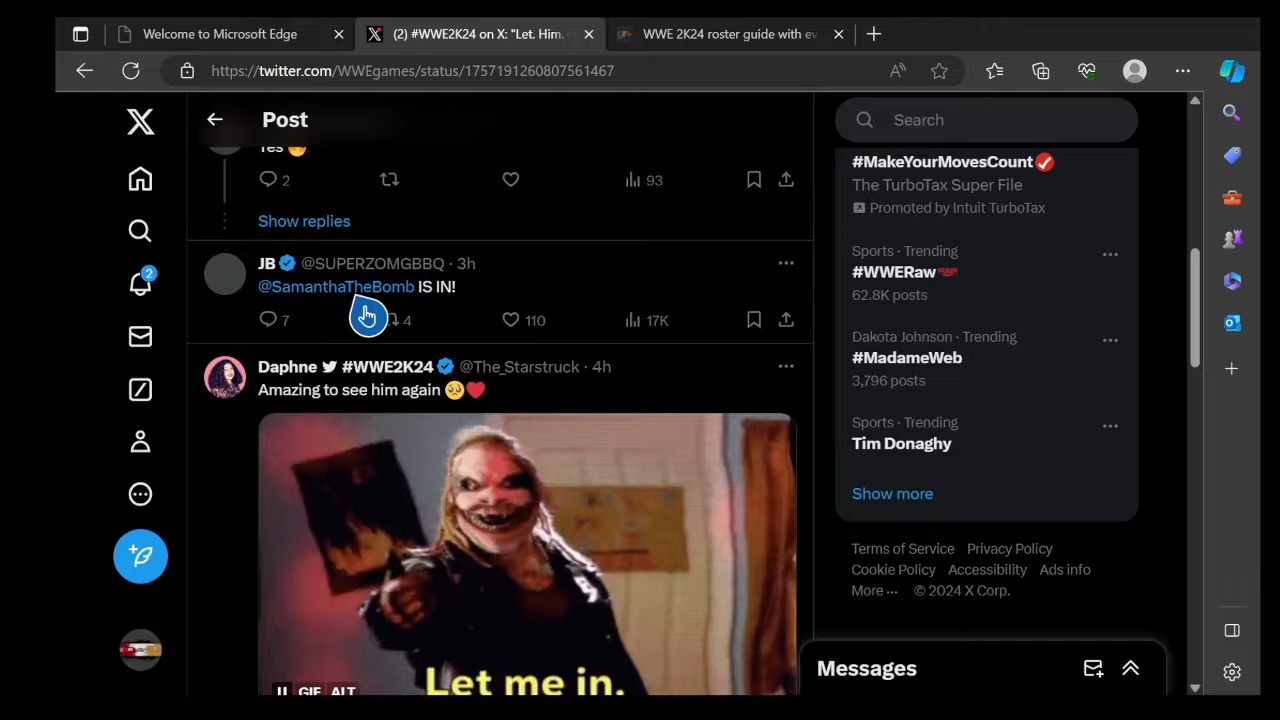 Welcome to Microsoft Edge
(2) #WWE2K24 on X: "Let. Him.
WWE 2K24 roster guide with ev
https://twitter.com/WWEgames/status/1757191260807561467
Post
Yes 🥹
2
93
Show replies
JB @SUPERZOMGBBQ · 3h
@SamanthaTheBomb IS IN!
7
4
110
17K
Daphne #WWE2K24 @The_Starstruck · 4h
Amazing to see him again 🥺❤️
Let me in.
GIF ALT
2
Search
#MakeYourMovesCount
The TurboTax Super File
Promoted by Intuit TurboTax
Sports · Trending
#WWERaw
62.8K posts
Dakota Johnson · Trending
#MadameWeb
3,796 posts
Sports · Trending
Tim Donaghy
Show more
Terms of Service Privacy Policy
Cookie Policy Accessibility Ads info
More ··· © 2024 X Corp.
Messages